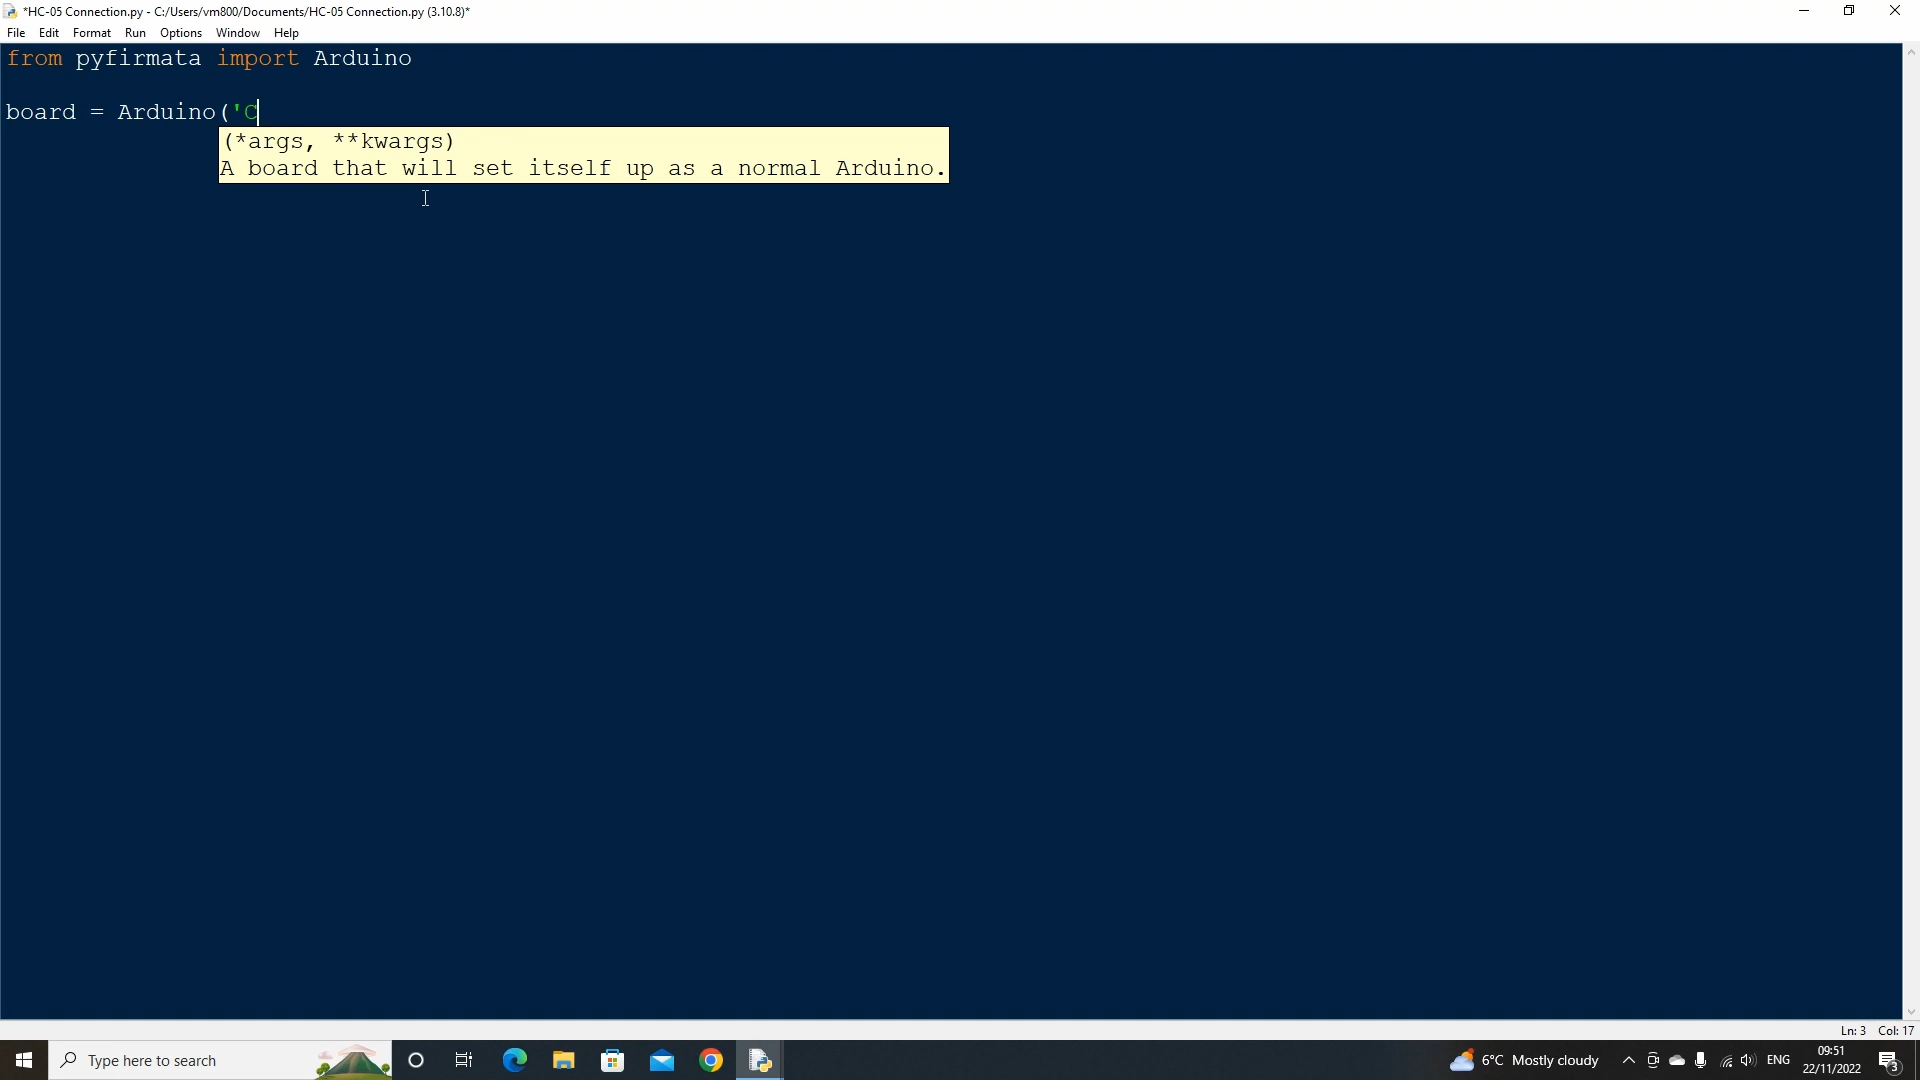 *HC-05 Connection.py - C:/Users/vm800/Documents/HC-05 Connection.py (3.10.8)*
File Edit Format Run Options Window Help
from pyfirmata import Arduino
board = Arduino('C
(*args, **kwargs)
A board that will set itself up as a normal Arduino.
Ln: 3 Col: 17
Type here to search
6°C Mostly cloudy
ENG
09:51
22/11/2022
3